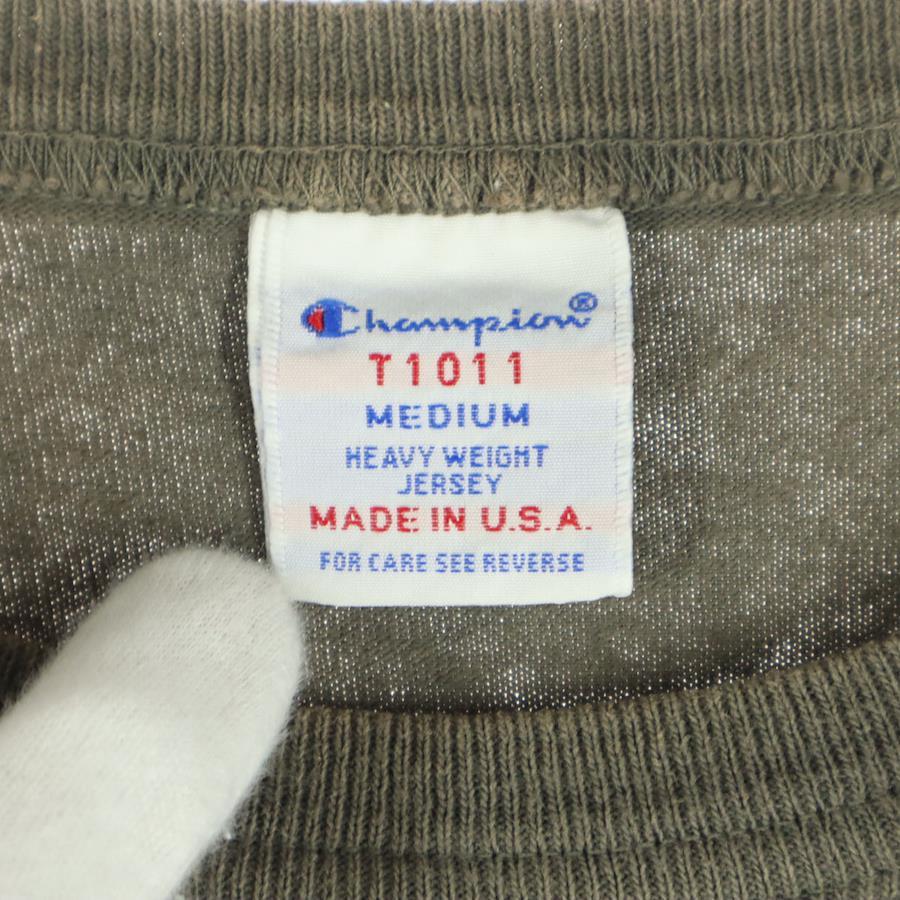 Champion®
T1011
MEDIUM
HEAVY WEIGHT
JERSEY
MADE IN U.S.A.
FOR CARE SEE REVERSE